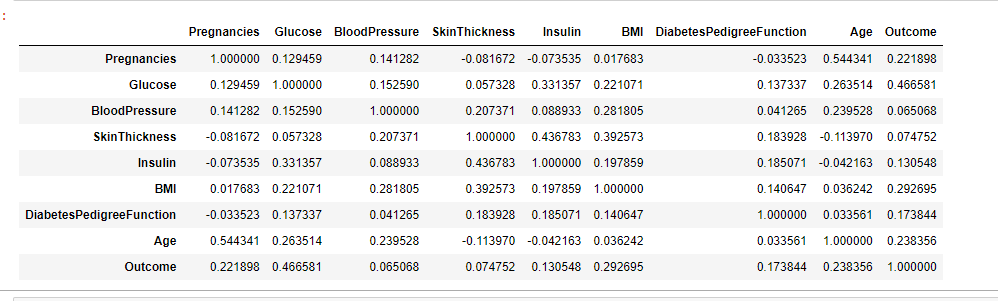 :
Pregnancies Glucose BloodPressure SkinThickness Insulin BMI DiabetesPedigreeFunction Age Outcome
Pregnancies 1.000000 0.129459 0.141282 -0.081672 -0.073535 0.017683 -0.033523 0.544341 0.221898
Glucose 0.129459 1.000000 0.152590 0.057328 0.331357 0.221071 0.137337 0.263514 0.466581
BloodPressure 0.141282 0.152590 1.000000 0.207371 0.088933 0.281805 0.041265 0.239528 0.065068
SkinThickness -0.081672 0.057328 0.207371 1.000000 0.436783 0.392573 0.183928 -0.113970 0.074752
Insulin -0.073535 0.331357 0.088933 0.436783 1.000000 0.197859 0.185071 -0.042163 0.130548
BMI 0.017683 0.221071 0.281805 0.392573 0.197859 1.000000 0.140647 0.036242 0.292695
DiabetesPedigreeFunction -0.033523 0.137337 0.041265 0.183928 0.185071 0.140647 1.000000 0.033561 0.173844
Age 0.544341 0.263514 0.239528 -0.113970 -0.042163 0.036242 0.033561 1.000000 0.238356
Outcome 0.221898 0.466581 0.065068 0.074752 0.130548 0.292695 0.173844 0.238356 1.000000